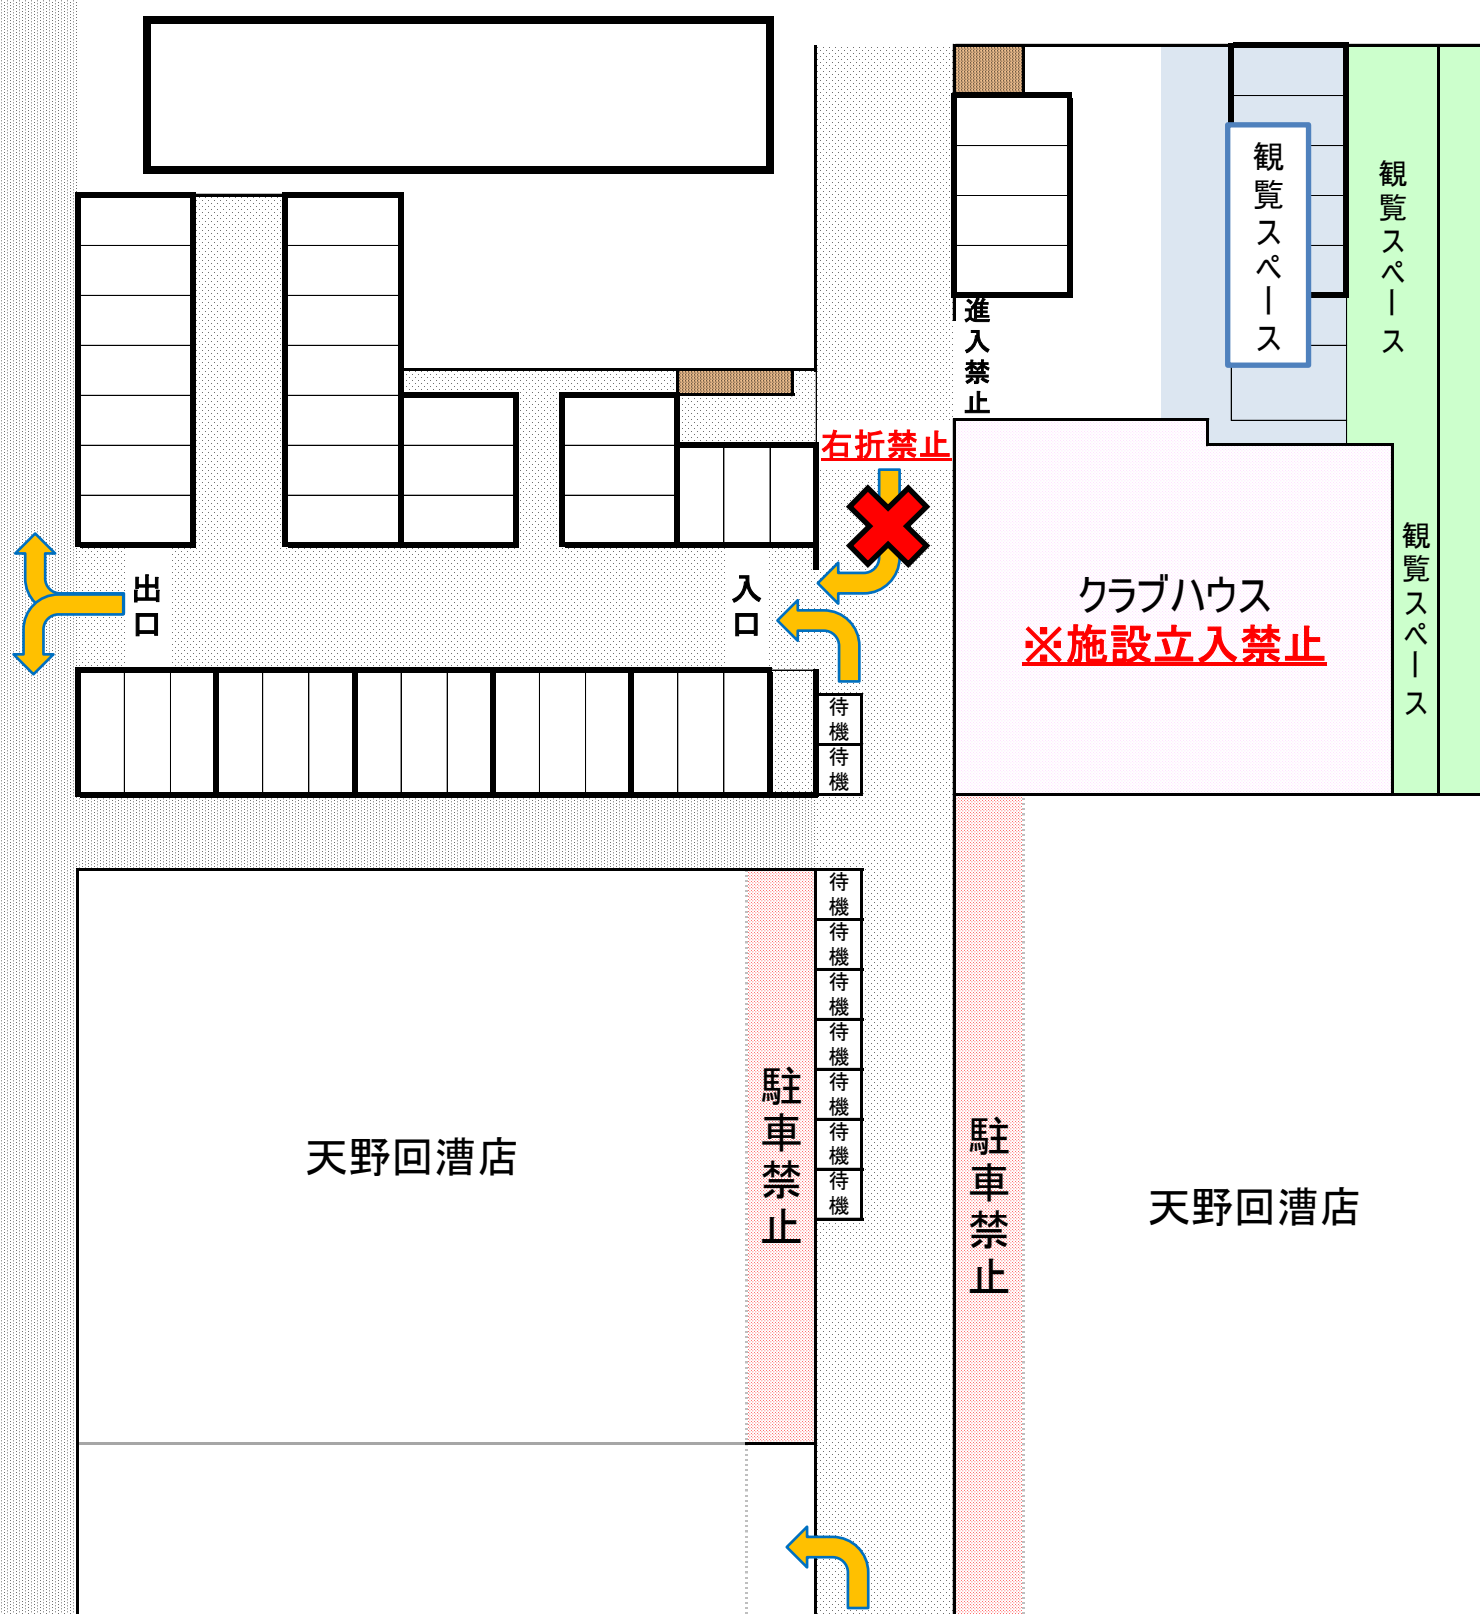 観覧スペース
観覧スペース
進入禁止
右折禁止
出口
入口
クラブハウス
※施設立入禁止
観覧スペース
待機
待機
待機
待機
待機
待機
待機
待機
待機
駐車禁止
駐車禁止
天野回漕店
天野回漕店